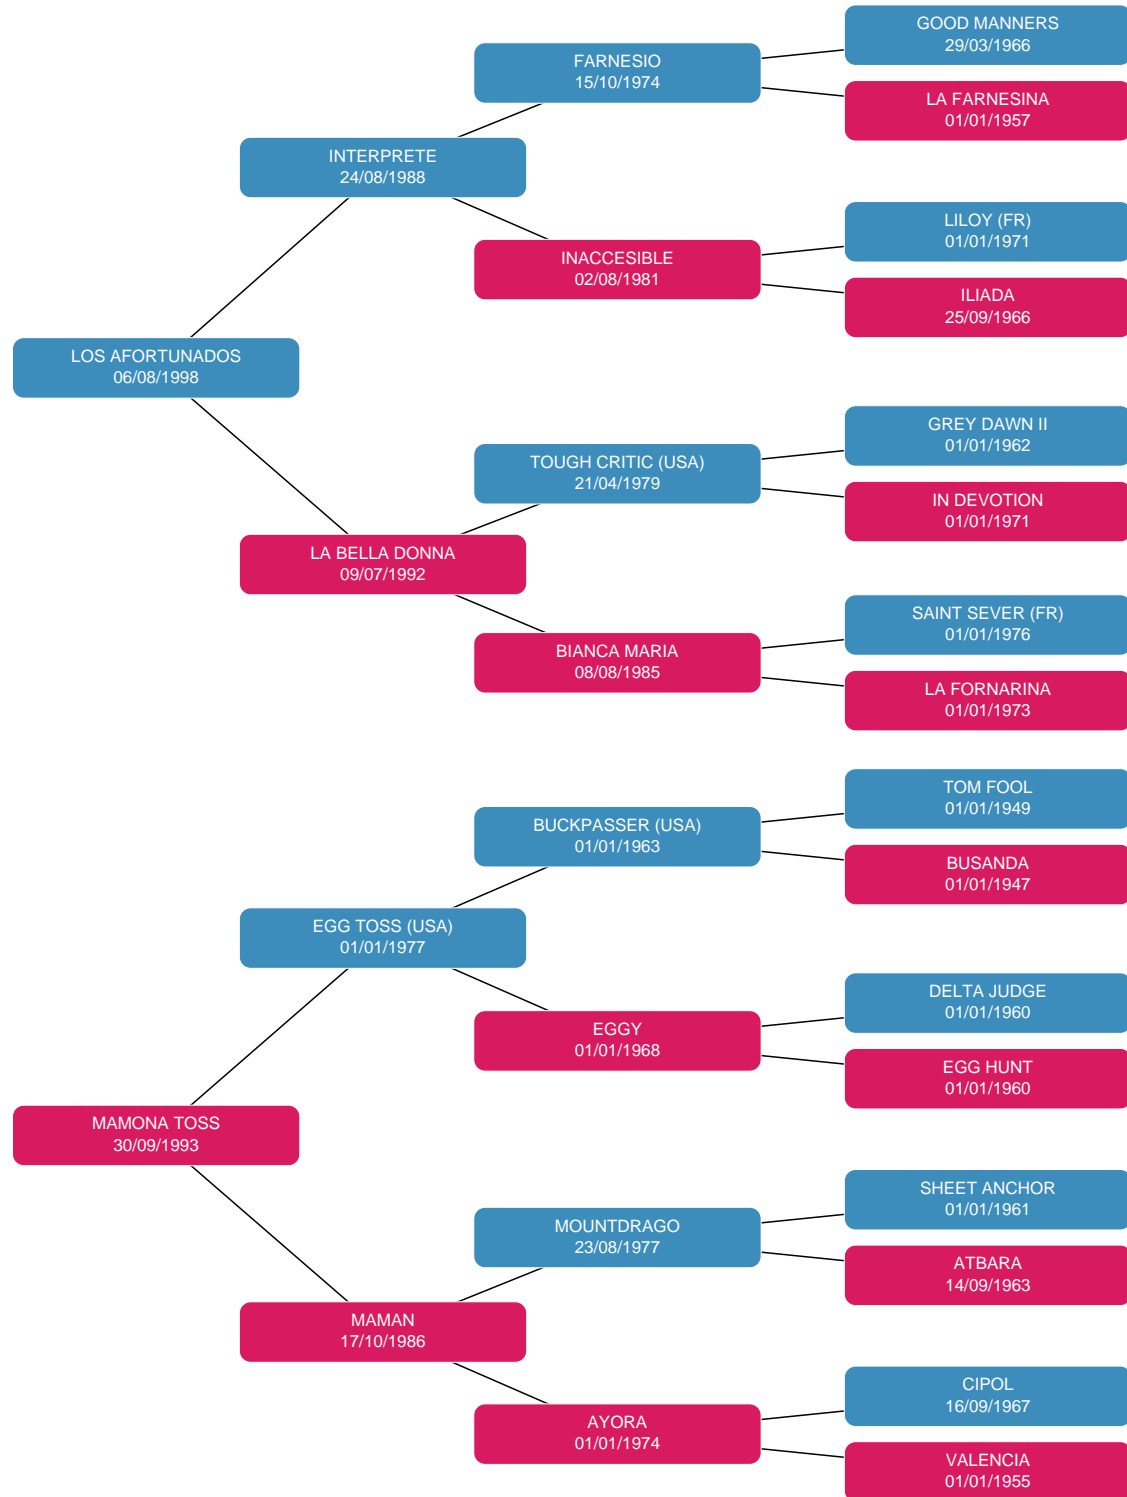 GOOD MANNERS
29/03/1966
FARNESIO
15/10/1974
LA FARNESINA
01/01/1957
INTERPRETE
24/08/1988
LILOY (FR)
01/01/1971
INACCESIBLE
02/08/1981
ILIADA
25/09/1966
LOS AFORTUNADOS
06/08/1998
GREY DAWN II
01/01/1962
TOUGH CRITIC (USA)
21/04/1979
IN DEVOTION
01/01/1971
LA BELLA DONNA
09/07/1992
SAINT SEVER (FR)
01/01/1976
BIANCA MARIA
08/08/1985
LA FORNARINA
01/01/1973
TOM FOOL
01/01/1949
BUCKPASSER (USA)
01/01/1963
BUSANDA
01/01/1947
EGG TOSS (USA)
01/01/1977
DELTA JUDGE
01/01/1960
EGGY
01/01/1968
EGG HUNT
01/01/1960
MAMONA TOSS
30/09/1993
SHEET ANCHOR
01/01/1961
MOUNTDRAGO
23/08/1977
ATBARA
14/09/1963
MAMAN
17/10/1986
CIPOL
16/09/1967
AYORA
01/01/1974
VALENCIA
01/01/1955